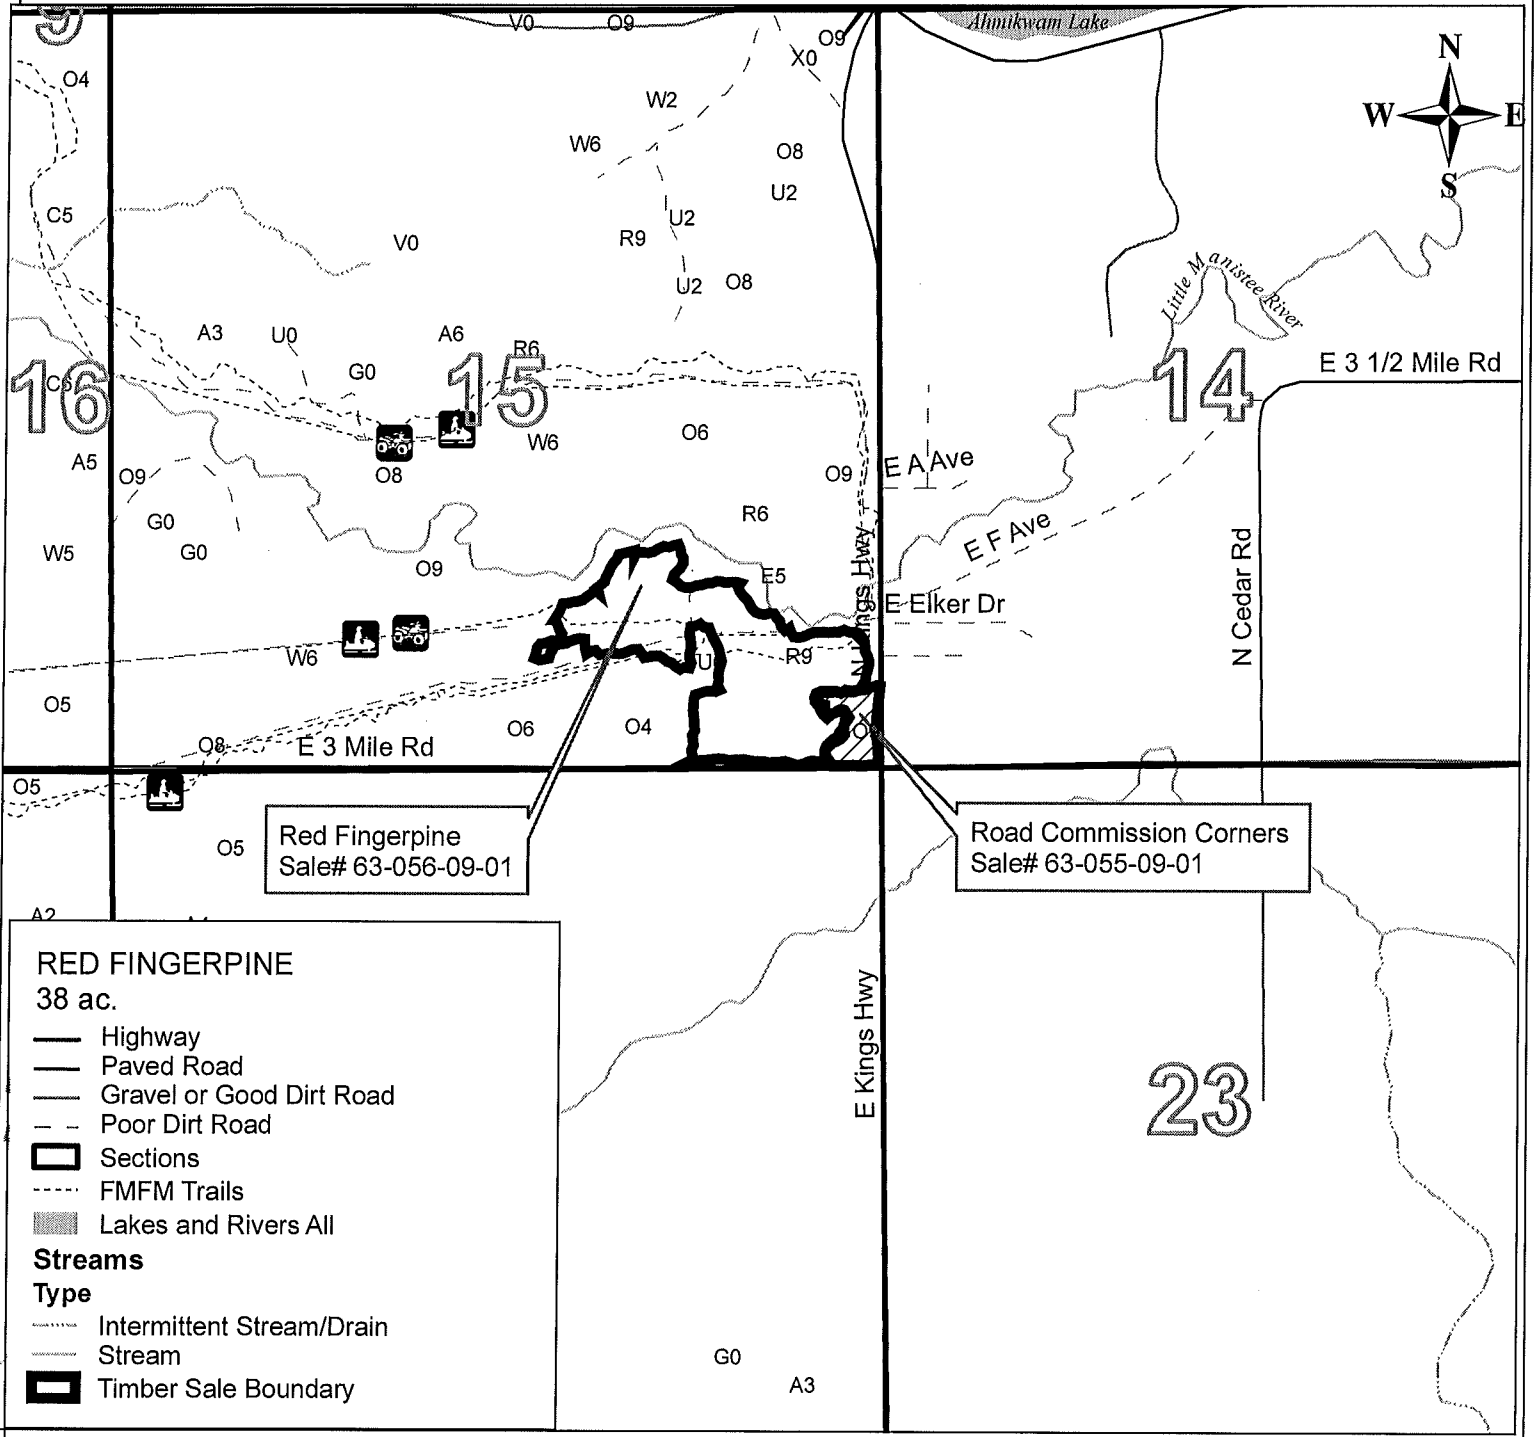 9
V0
O9
O9
Ahmikwam Lake
X0
N
W
E
S
O4
W2
W6
O8
U2
C5
U2
R9
V0
U2
O8
Little Manistee River
A3
U0
A6
R6
G0
16
15
14
E 3 1/2 Mile Rd
W6
O6
A5
O9
O8
O9
E A Ave
G0
R6
W5
G0
E F Ave
O9
E5
N Kings Hwy
E Elker Dr
N Cedar Rd
W6
R9
O5
O6
O4
O8
E 3 Mile Rd
O5
Red Fingerpine
Sale# 63-056-09-01
Road Commission Corners
Sale# 63-055-09-01
O5
A2
E Kings Hwy
23
G0
A3
RED FINGERPINE
38 ac.
Highway
Paved Road
Gravel or Good Dirt Road
Poor Dirt Road
Sections
FMFM Trails
Lakes and Rivers All
Streams
Type
Intermittent Stream/Drain
Stream
Timber Sale Boundary